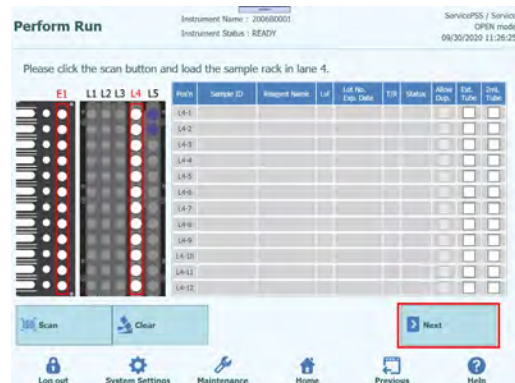 Perform Run
Instrument Name : 200680001
Instrument Status : READY
ServicePSS / Service
OPEN mode
09/30/2020 11:26:25
Please click the scan button and load the sample rack in lane 4.
E1 L1 L2 L3 L4 L5
Pos'n Sample ID Reagent Name Lvl Lot No. Exp. Date T/R Status Allow Dup. Ext. Tube 2mL Tube
L4-1
L4-2
L4-3
L4-4
L4-5
L4-6
L4-7
L4-8
L4-9
L4-10
L4-11
L4-12
Scan
Clear
Next
Log out
System Settings
Maintenance
Home
Previous
Help